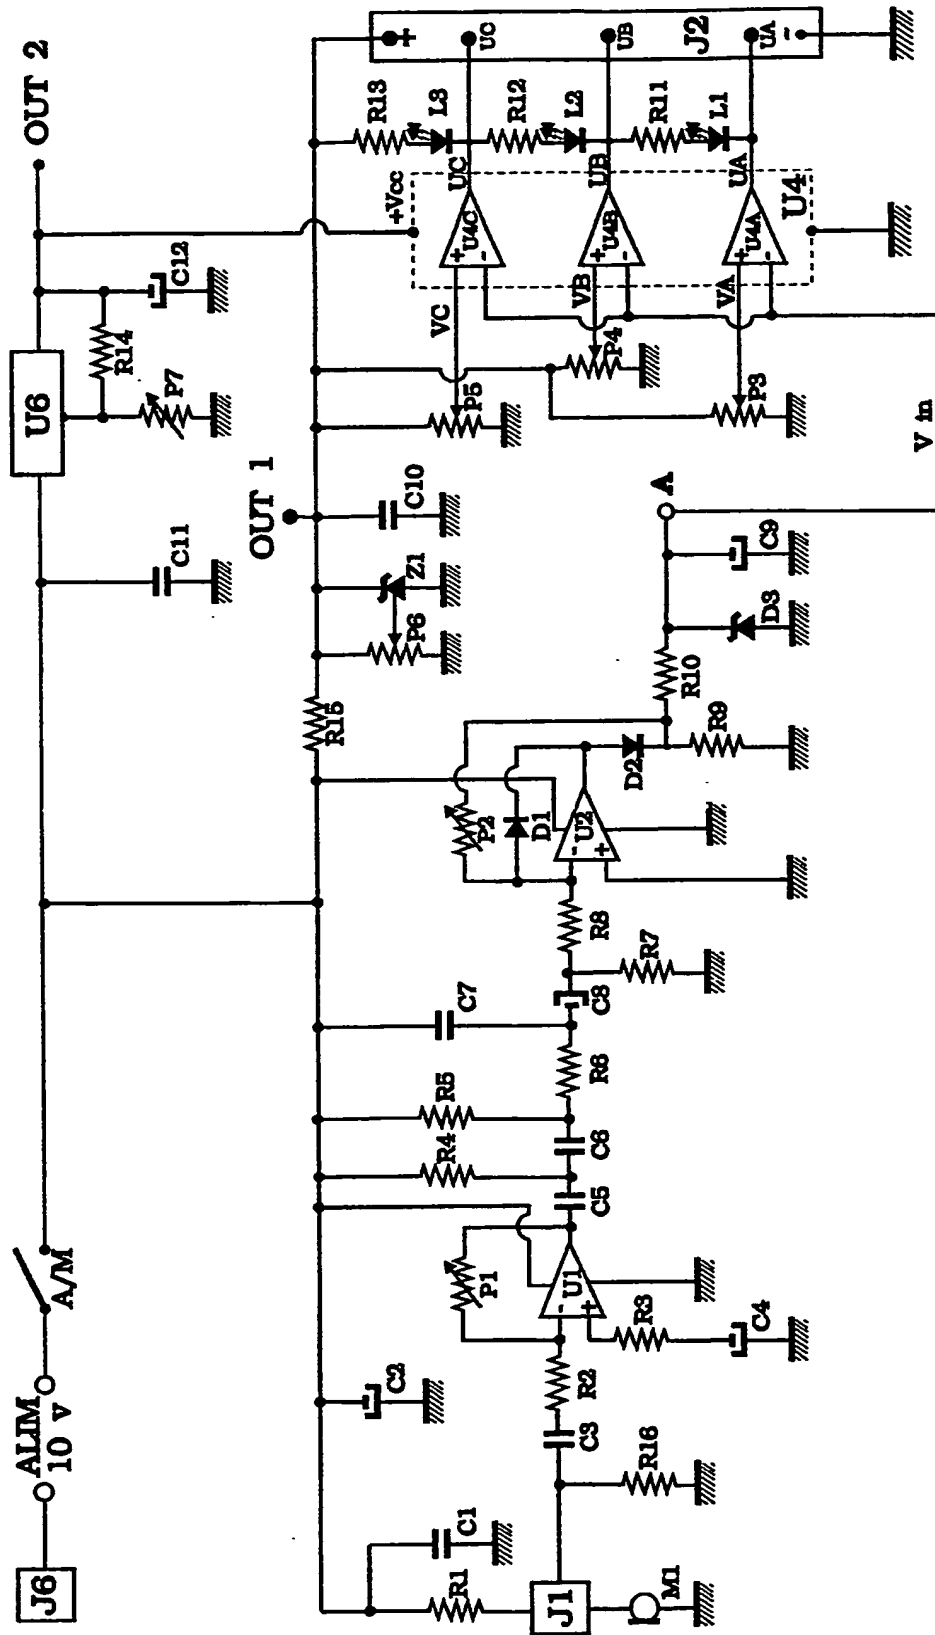 J6
ALIM
10 v
A/M
U6
OUT 2
C11
R14
P7
C12
+Vcc
OUT 1
R15
P6
Z1
C10
P5
VC
P4
VB
P3
VA
+
-
U4C
+
-
U4B
+
-
U4A
U4
UC
UB
UA
R13
L3
R12
L2
R11
L1
+
UC
UB
J2
UA
-
C1
R1
J1
M1
R16
C2
C3
R2
P1
-
+
U1
R3
C4
C5
R4
C6
R5
R6
C7
C8
R7
R8
P2
D1
-
+
U2
D2
R9
R10
D3
C9
A
V in